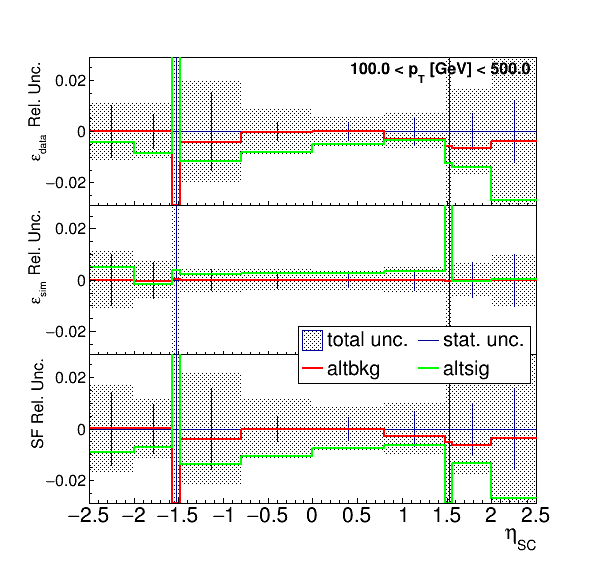 100.0 < p_T [GeV] < 500.0
ε_data Rel. Unc.
0.02
0
−0.02
ε_sim Rel. Unc.
0.02
0
−0.02
total unc. stat. unc.
altbkg altsig
SF Rel. Unc.
0.02
0
−0.02
−2.5 −2 −1.5 −1 −0.5 0 0.5 1 1.5 2 2.5
η_SC